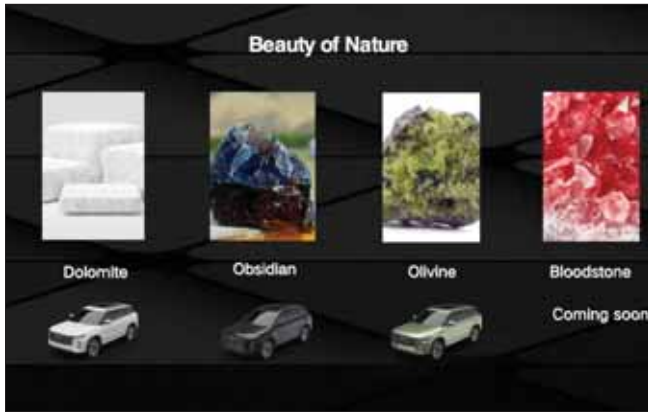 Beauty of Nature
Dolomite
Obsidian
Olivine
Bloodstone
Coming soon